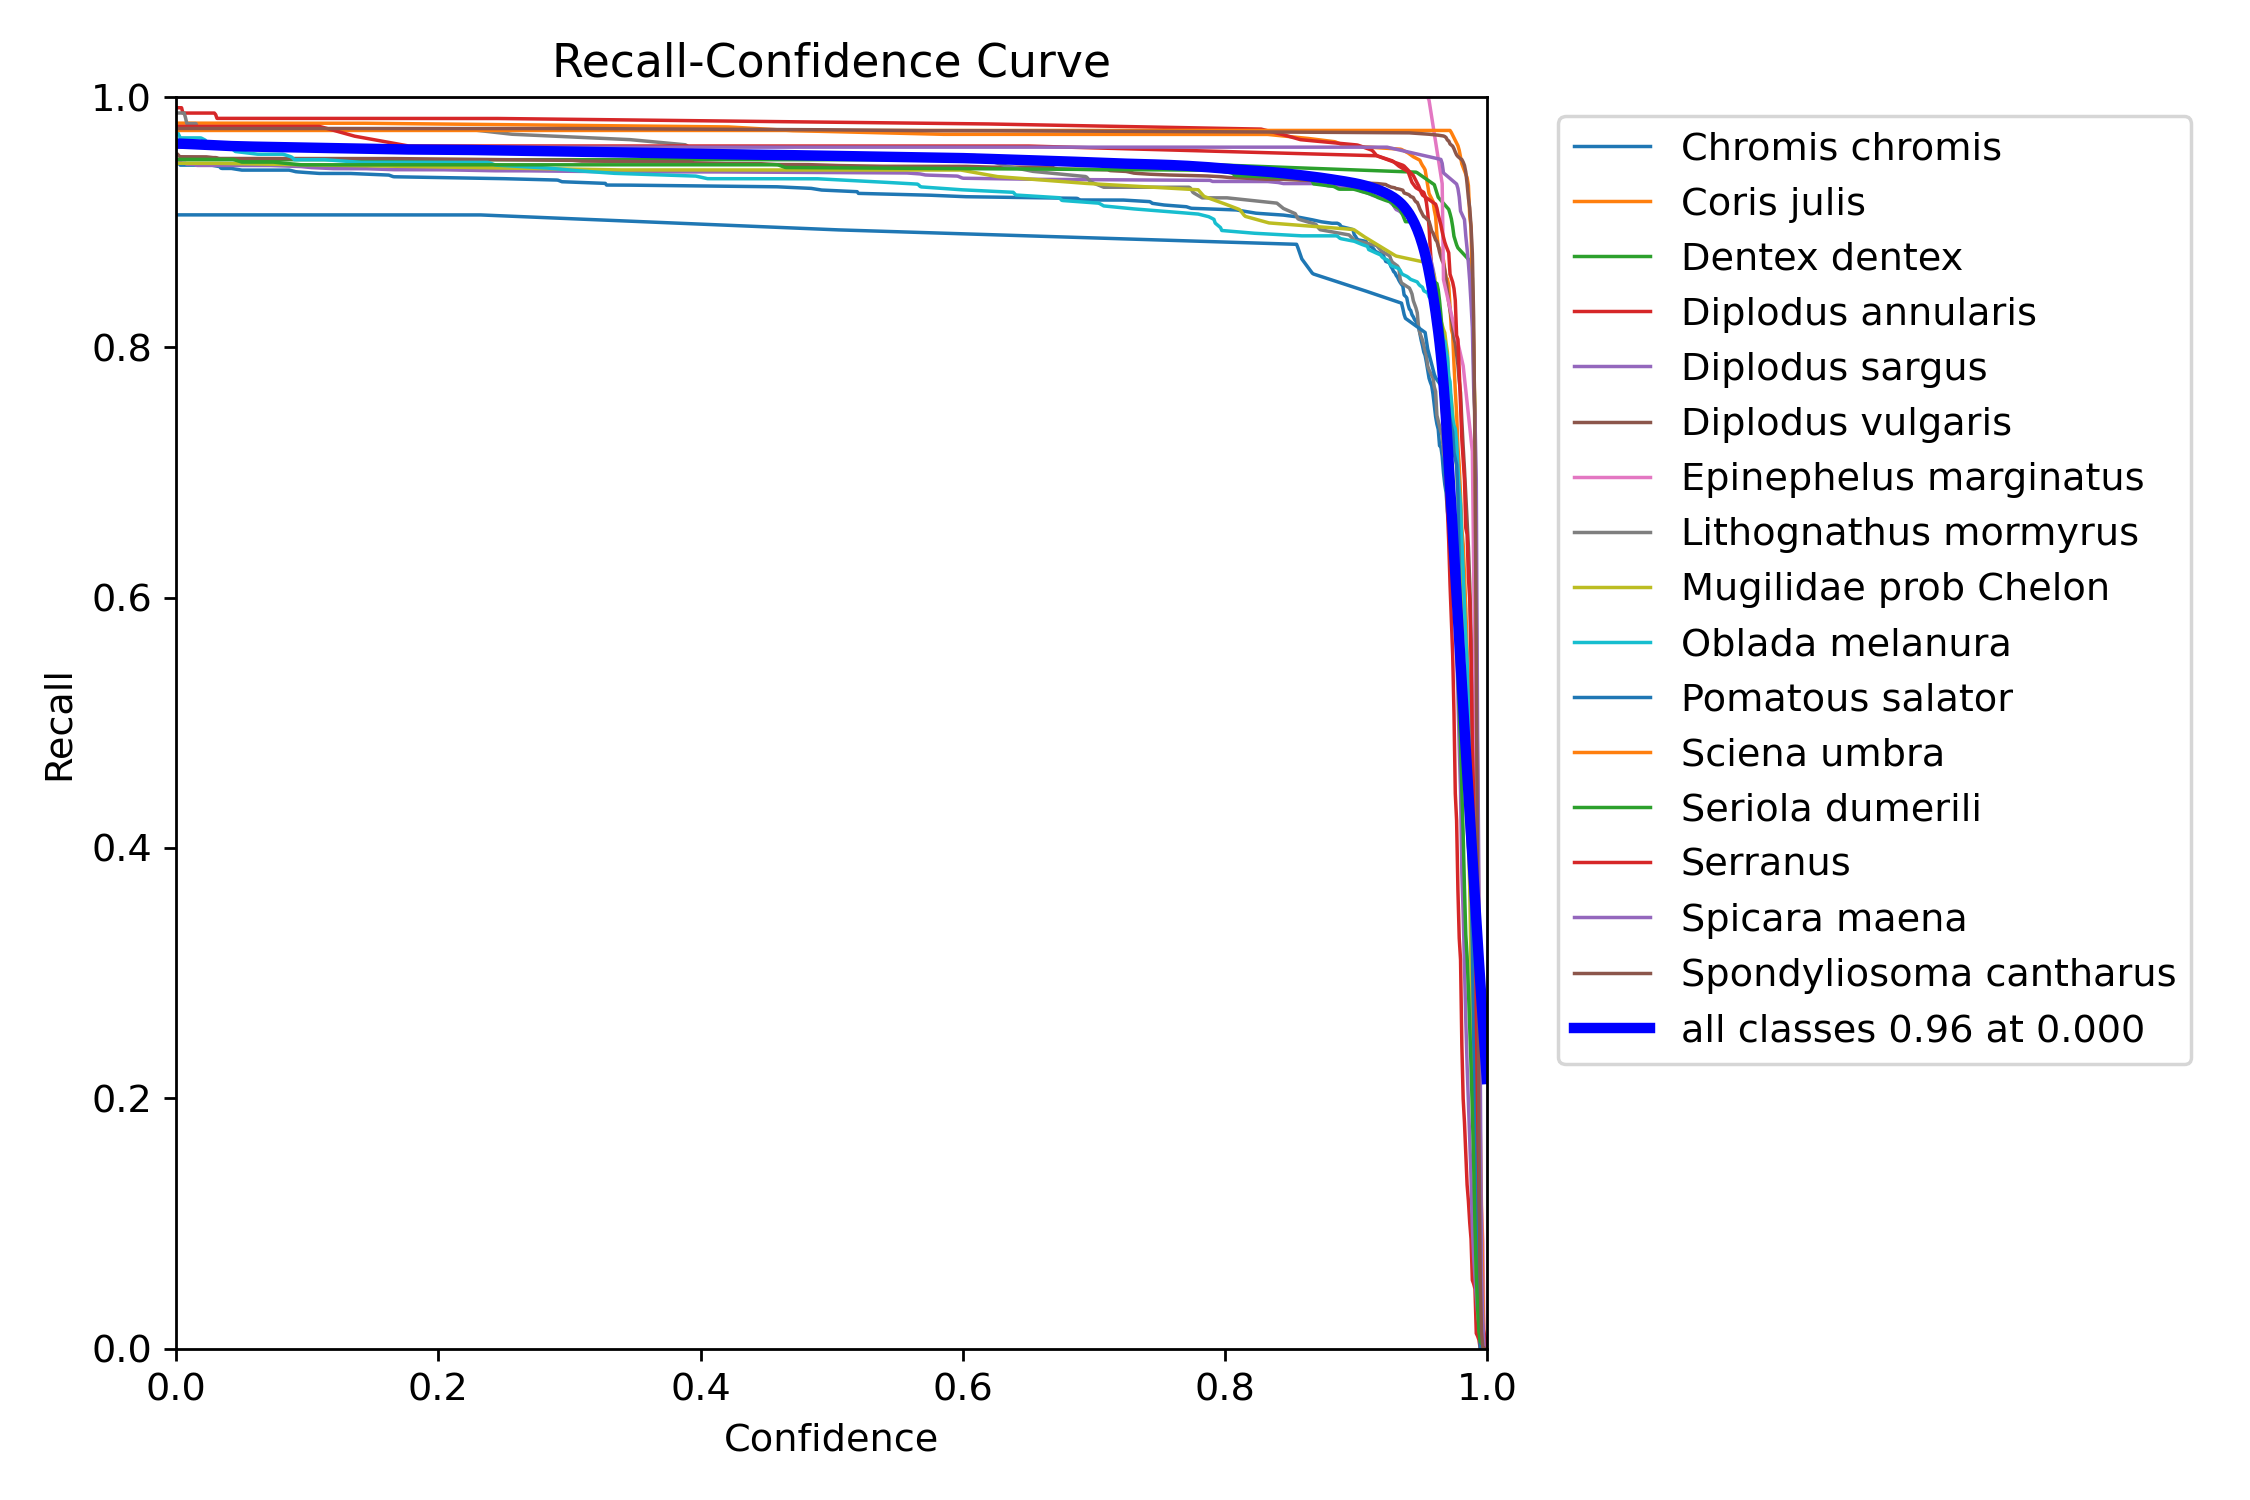 Recall-Confidence Curve
1.0
0.8
0.6
0.4
0.2
0.0
Recall
0.0 0.2 0.4 0.6 0.8 1.0
Confidence
Chromis chromis
Coris julis
Dentex dentex
Diplodus annularis
Diplodus sargus
Diplodus vulgaris
Epinephelus marginatus
Lithognathus mormyrus
Mugilidae prob Chelon
Oblada melanura
Pomatous salator
Sciena umbra
Seriola dumerili
Serranus
Spicara maena
Spondyliosoma cantharus
all classes 0.96 at 0.000